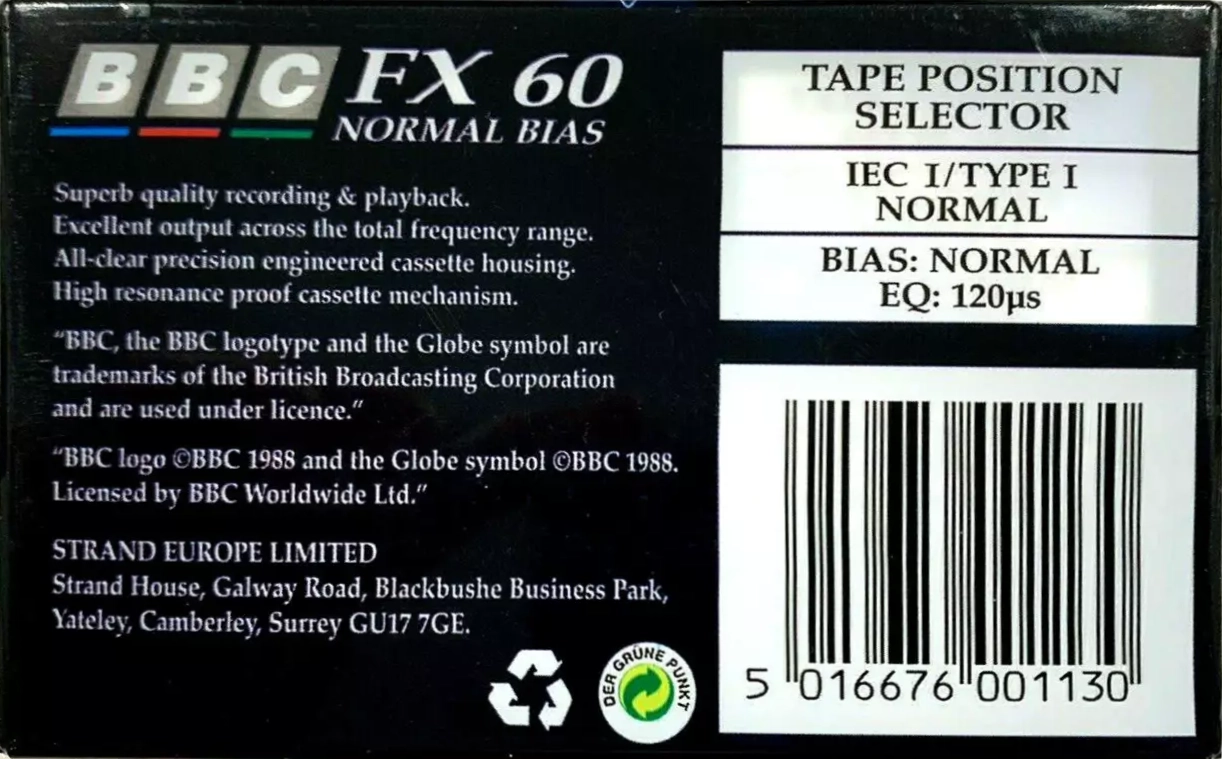 BBC FX 60
NORMAL BIAS
Superb quality recording & playback.
Excellent output across the total frequency range.
All-clear precision engineered cassette housing.
High resonance proof cassette mechanism.
“BBC, the BBC logotype and the Globe symbol are
trademarks of the British Broadcasting Corporation
and are used under licence.”
“BBC logo ©BBC 1988 and the Globe symbol ©BBC 1988.
Licensed by BBC Worldwide Ltd.”
STRAND EUROPE LIMITED
Strand House, Galway Road, Blackbushe Business Park,
Yateley, Camberley, Surrey GU17 7GE.
DER GRÜNE PUNKT
TAPE POSITION
SELECTOR
IEC I/TYPE I
NORMAL
BIAS: NORMAL
EQ: 120µs
5 016676 001130